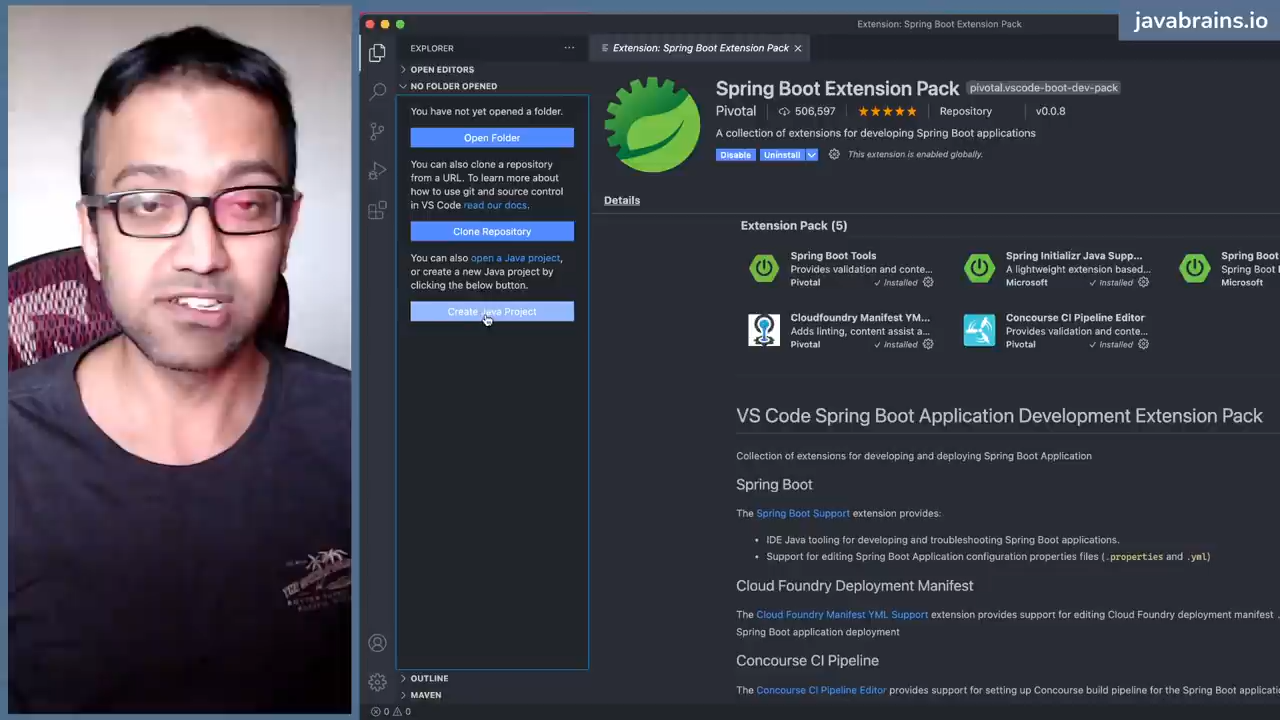 javabrains.io
Extension: Spring Boot Extension Pack
EXPLORER
OPEN EDITORS
NO FOLDER OPENED
You have not yet opened a folder.
Open Folder
You can also clone a repository
from a URL. To learn more about
how to use git and source control
in VS Code read our docs.
Clone Repository
You can also open a Java project,
or create a new Java project by
clicking the below button.
Create Java Project
OUTLINE
MAVEN
0 0
Extension: Spring Boot Extension Pack
Spring Boot Extension Pack pivotal.vscode-boot-dev-pack
Pivotal 506,597 ★★★★★ Repository v0.0.8
A collection of extensions for developing Spring Boot applications
Disable Uninstall This extension is enabled globally.
Details
Extension Pack (5)
Spring Boot Tools
Provides validation and conte...
Pivotal ✓ Installed
Spring Initializr Java Supp...
A lightweight extension based...
Microsoft ✓ Installed
Spring Boot
Spring Boot
Microsoft
Cloudfoundry Manifest YM...
Adds linting, content assist a...
Pivotal ✓ Installed
Concourse CI Pipeline Editor
Provides validation and conte...
Pivotal ✓ Installed
VS Code Spring Boot Application Development Extension Pack
Collection of extensions for developing and deploying Spring Boot Application
Spring Boot
The Spring Boot Support extension provides:
• IDE Java tooling for developing and troubleshooting Spring Boot applications.
• Support for editing Spring Boot Application configuration properties files (.properties and .yml)
Cloud Foundry Deployment Manifest
The Cloud Foundry Manifest YML Support extension provides support for editing Cloud Foundry deployment manifest .
Spring Boot application deployment
Concourse CI Pipeline
The Concourse CI Pipeline Editor provides support for setting up Concourse build pipeline for the Spring Boot applicati